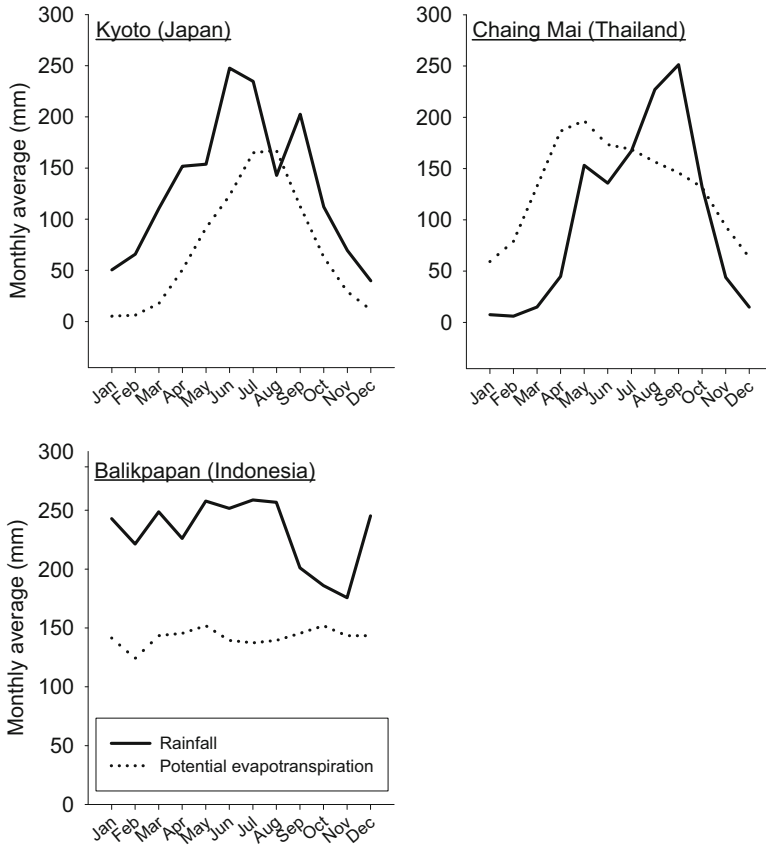 Kyoto (Japan)
Monthly average (mm)
300
250
200
150
100
50
0
Jan Feb Mar Apr May Jun Jul Aug Sep Oct Nov Dec
Chaing Mai (Thailand)
300
250
200
150
100
50
0
Jan Feb Mar Apr May Jun Jul Aug Sep Oct Nov Dec
Balikpapan (Indonesia)
Monthly average (mm)
300
250
200
150
100
50
0
Rainfall
Potential evapotranspiration
Jan Feb Mar Apr May Jun Jul Aug Sep Oct Nov Dec